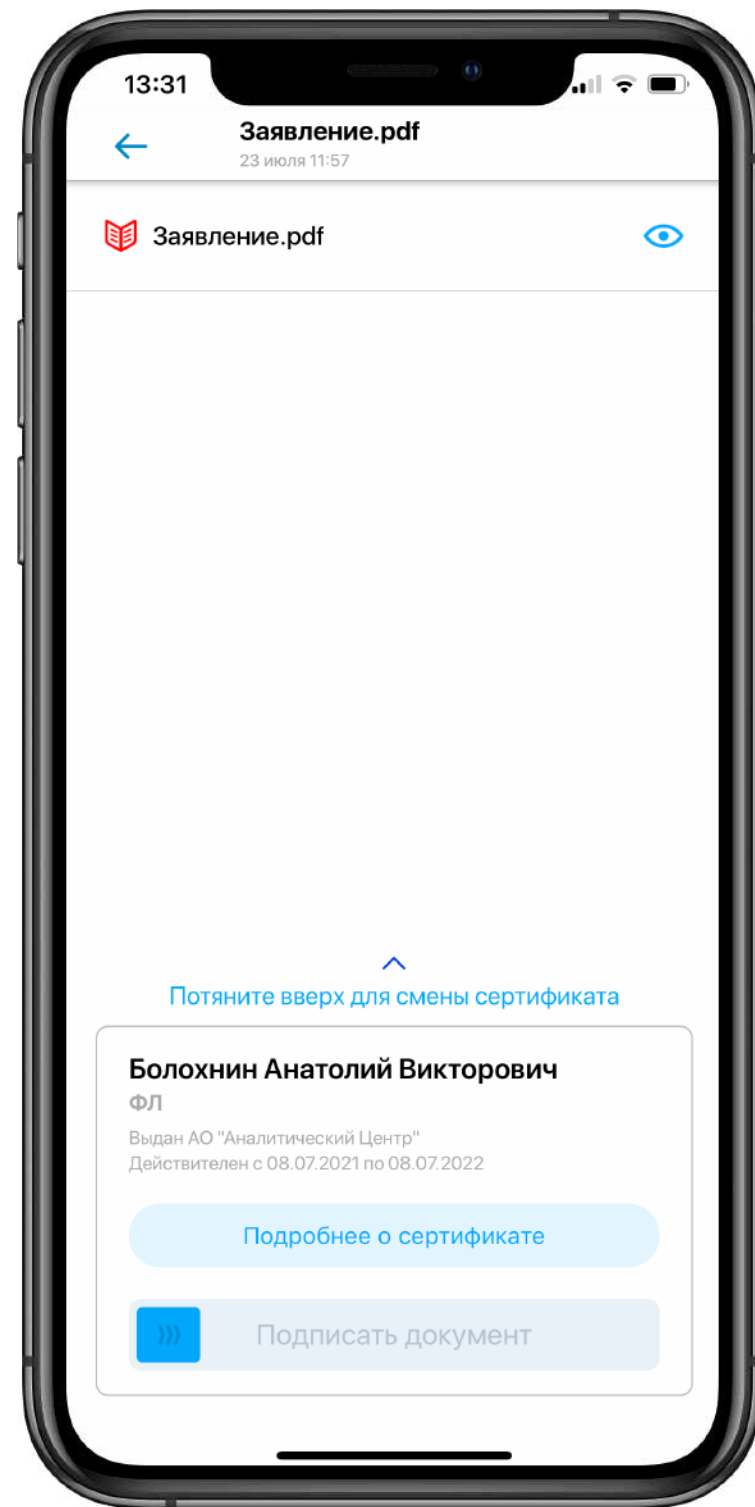 13:31
Заявление.pdf
23 июля 11:57
Заявление.pdf
Потяните вверх для смены сертификата
Болохнин Анатолий Викторович
ФЛ
Выдан АО "Аналитический Центр"
Действителен с 08.07.2021 по 08.07.2022
Подробнее о сертификате
Подписать документ